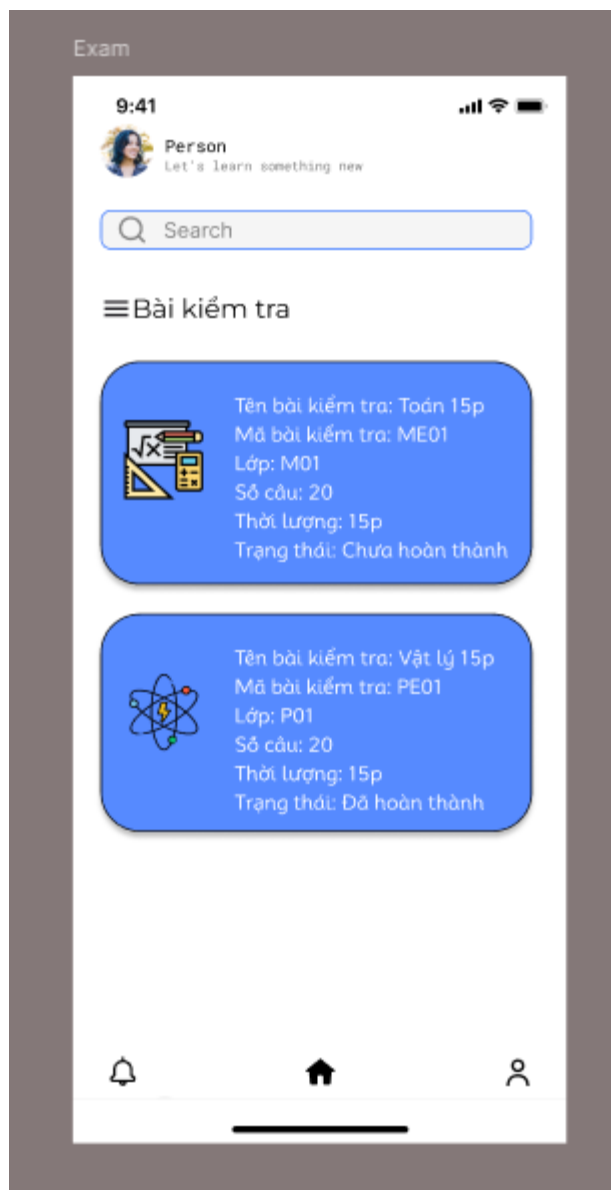 Exam
9:41
Person
Let's learn something new
Search
Bài kiểm tra
√x
Tên bài kiểm tra: Toán 15p
Mã bài kiểm tra: ME01
Lớp: M01
Số câu: 20
Thời lượng: 15p
Trạng thái: Chưa hoàn thành
Tên bài kiểm tra: Vật lý 15p
Mã bài kiểm tra: PE01
Lớp: P01
Số câu: 20
Thời lượng: 15p
Trạng thái: Đã hoàn thành